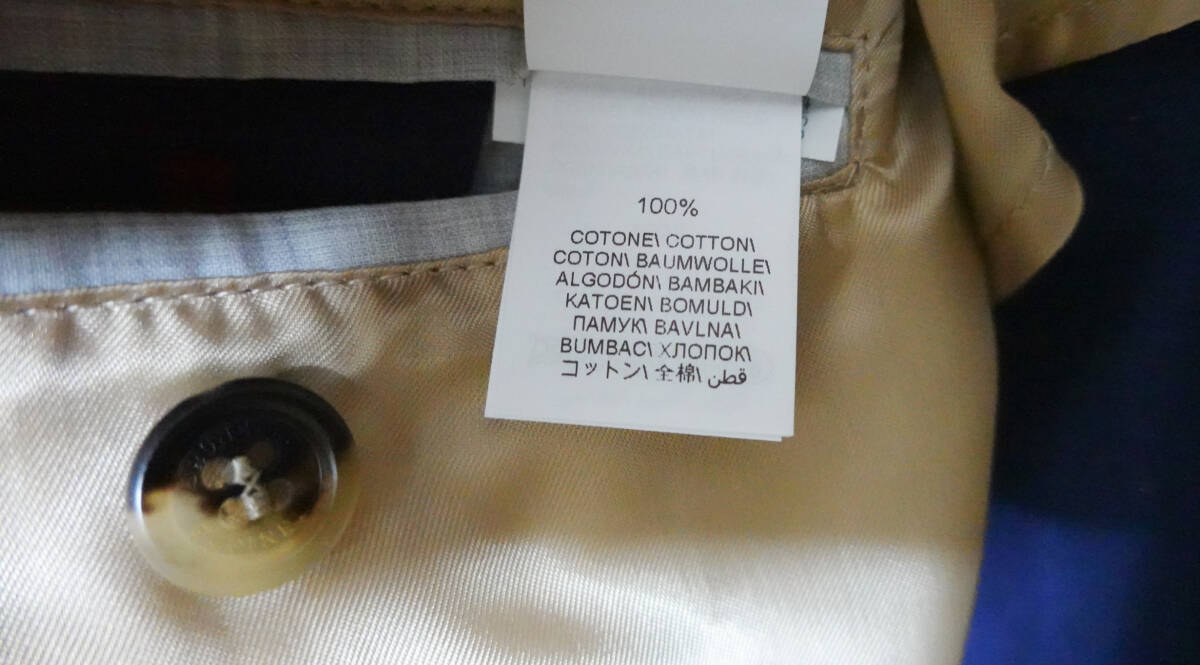 100%
COTONE\ COTTON\
COTON\ BAUMWOLLE\
ALGODÓN\ BAMBAKI\
KATOEN\ BOMULD\
ПАМУК\ BAVLNA\
BUMBAC\ ХЛОПОК\
コットン\ 全棉\ قطن